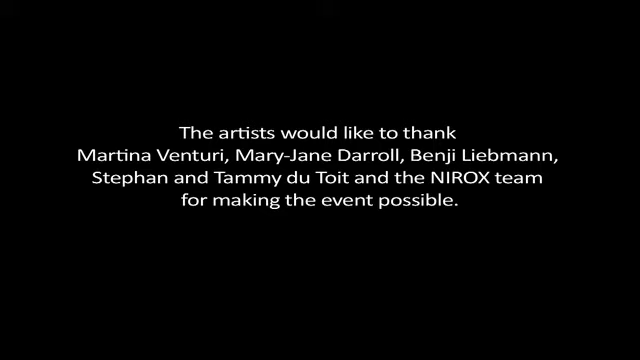 The artists would like to thank
Martina Venturi, Mary-Jane Darroll, Benji Liebmann,
Stephan and Tammy du Toit and the NIROX team
for making the event possible.